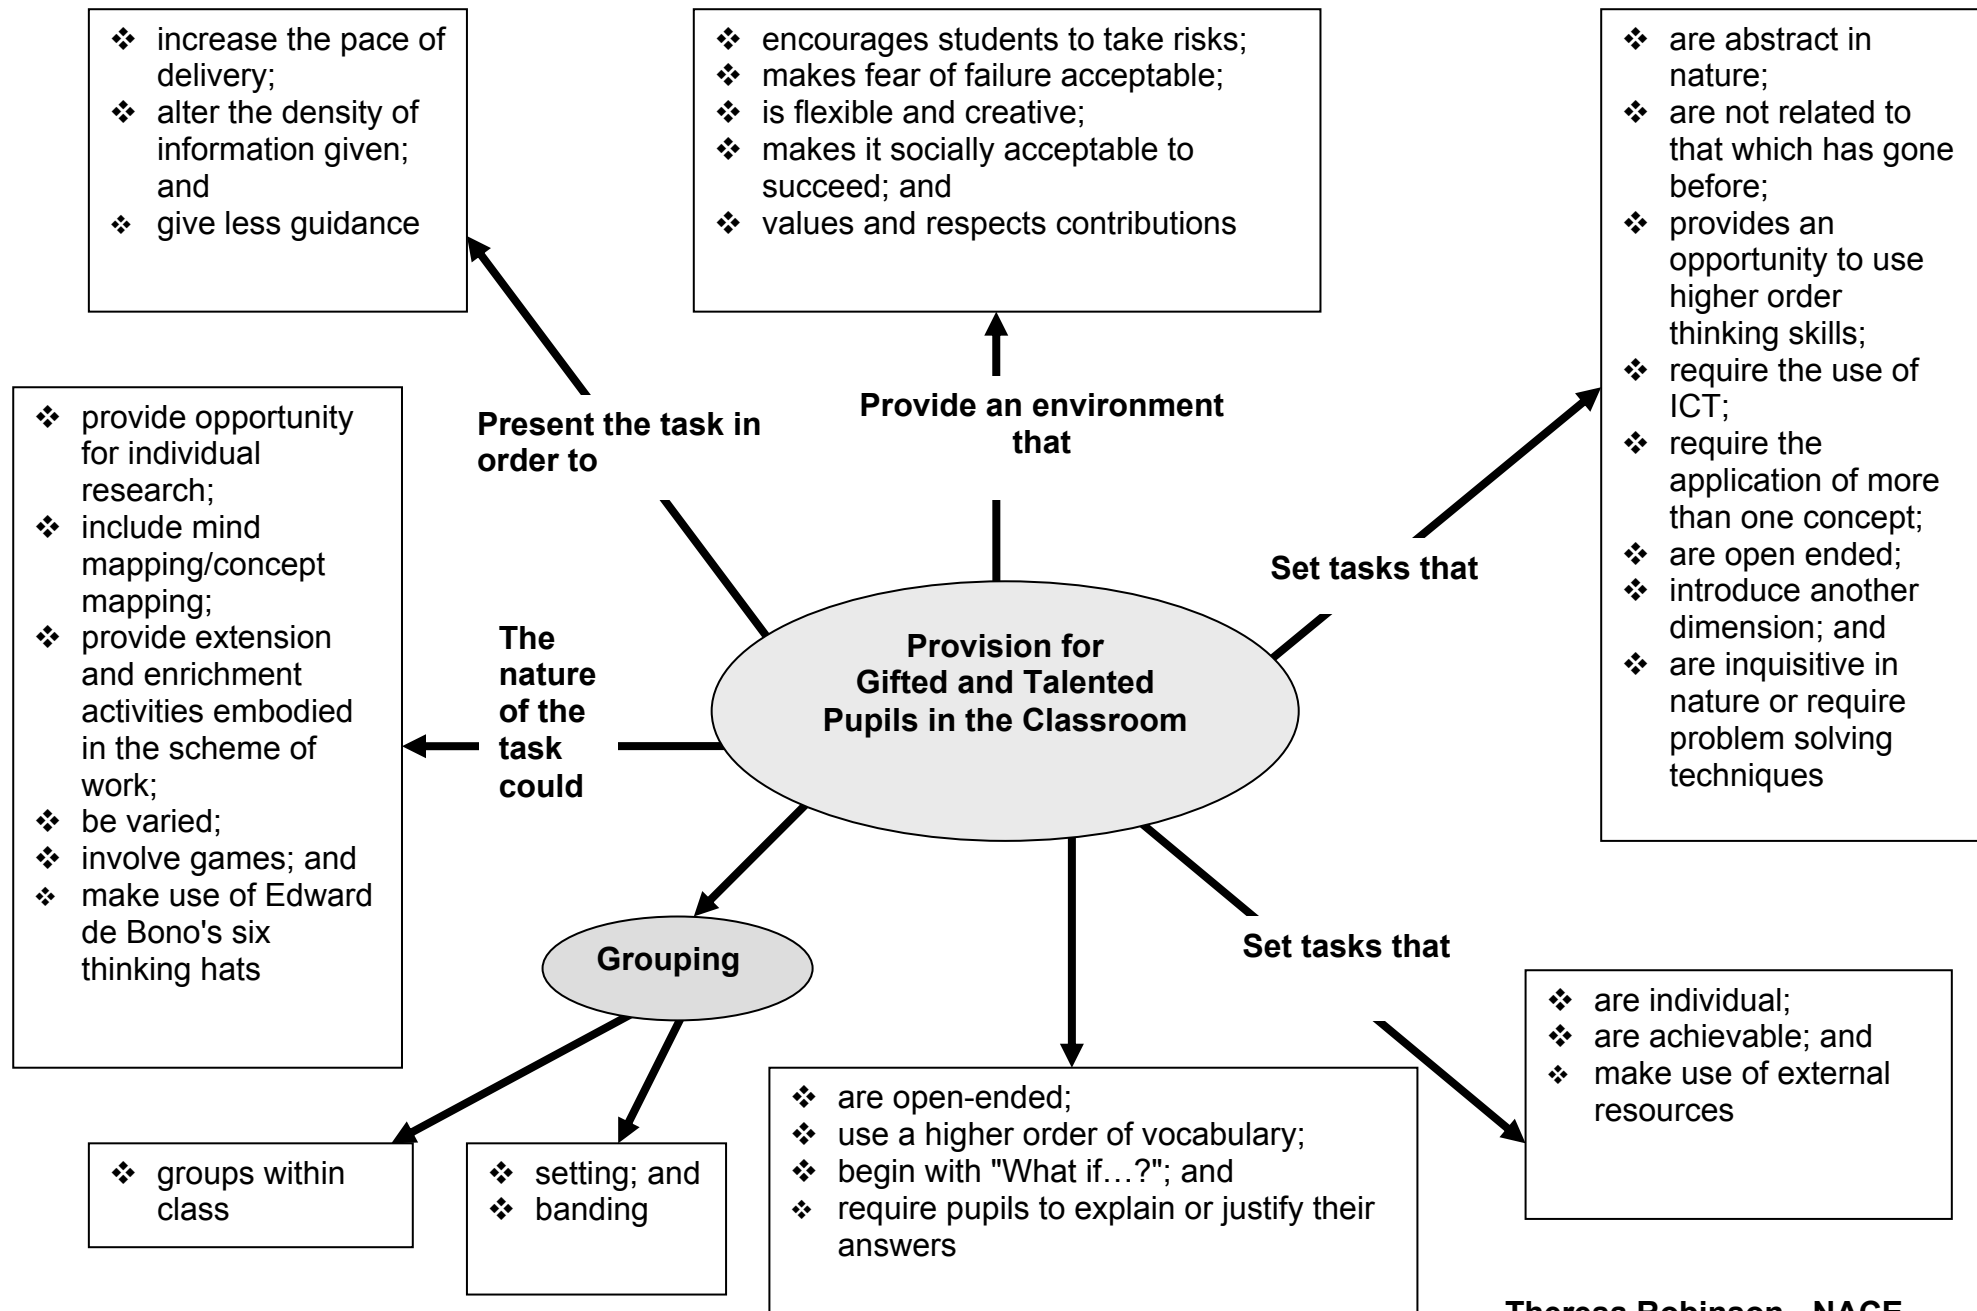 ❖ increase the pace of
delivery;
❖ alter the density of
information given;
and
❖ give less guidance
❖ encourages students to take risks;
❖ makes fear of failure acceptable;
❖ is flexible and creative;
❖ makes it socially acceptable to
succeed; and
❖ values and respects contributions
❖ are abstract in
nature;
❖ are not related to
that which has gone
before;
❖ provides an
opportunity to use
higher order
thinking skills;
❖ require the use of
ICT;
❖ require the
application of more
than one concept;
❖ are open ended;
❖ introduce another
dimension; and
❖ are inquisitive in
nature or require
problem solving
techniques
Present the task in
order to
Provide an environment
that
Set tasks that
❖ provide opportunity
for individual
research;
❖ include mind
mapping/concept
mapping;
❖ provide extension
and enrichment
activities embodied
in the scheme of
work;
❖ be varied;
❖ involve games; and
❖ make use of Edward
de Bono's six
thinking hats
The
nature
of the
task
could
Provision for
Gifted and Talented
Pupils in the Classroom
Grouping
Set tasks that
❖ are individual;
❖ are achievable; and
❖ make use of external
resources
❖ groups within
class
❖ setting; and
❖ banding
❖ are open-ended;
❖ use a higher order of vocabulary;
❖ begin with "What if…?"; and
❖ require pupils to explain or justify their
answers
Theresa Robinson - NACE